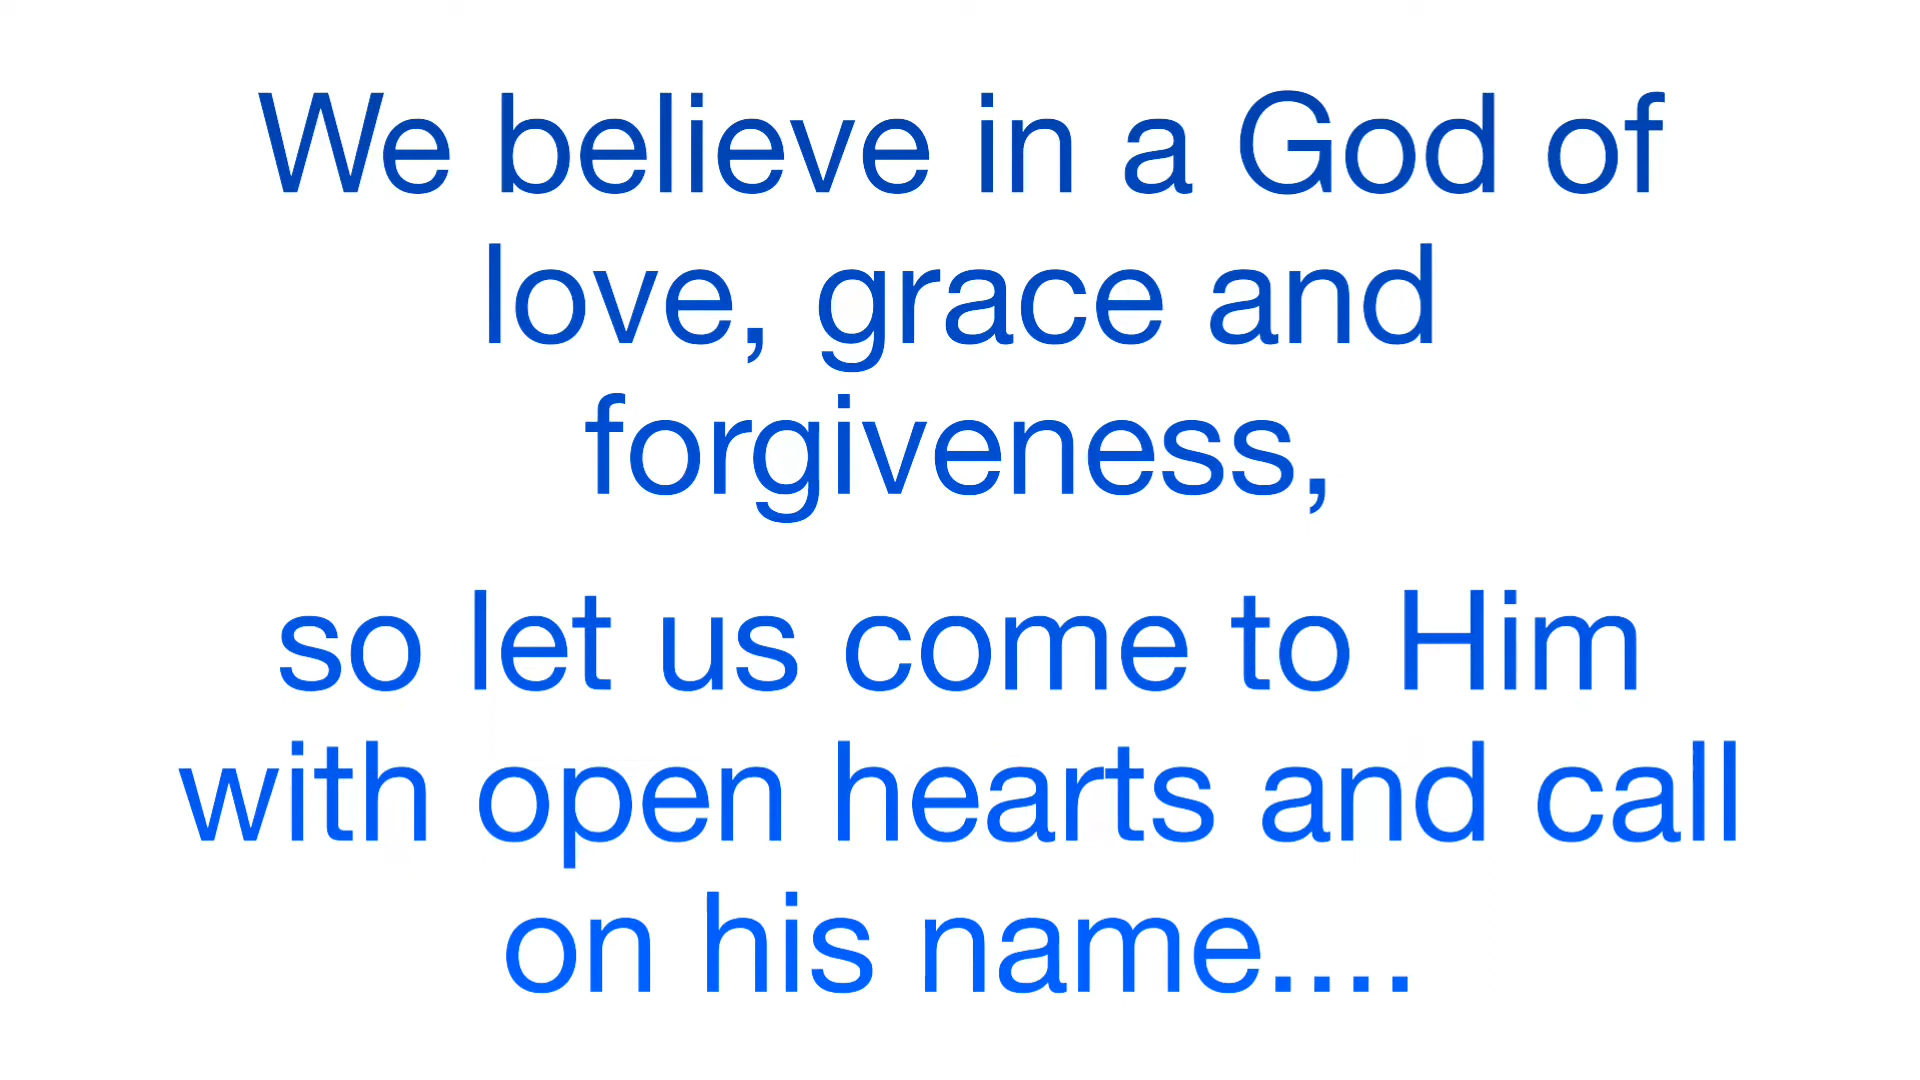 We believe in a God of
love, grace and
forgiveness,
so let us come to Him
with open hearts and call
on his name....